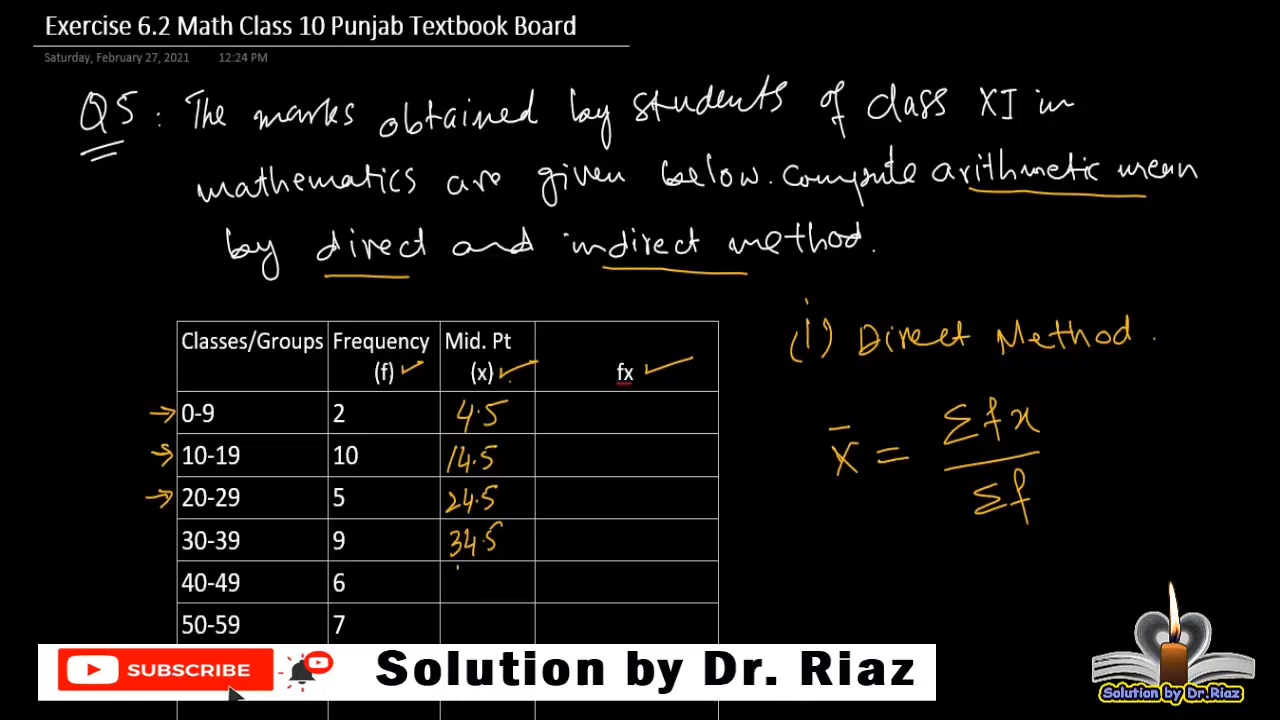 Exercise 6.2 Math Class 10 Punjab Textbook Board
Saturday, February 27, 2021 12:24 PM
Q5: The marks obtained by students of class XI in
mathematics are given below. compute arithmetic mean
by direct and indirect method.
(i) Direct Method.
Classes/Groups Frequency (f) Mid. Pt (x) fx
0-9 2 4.5
10-19 10 14.5
20-29 5 24.5
30-39 9 34.5
40-49 6
50-59 7
X̄ = Σfx / Σf
SUBSCRIBE
Solution by Dr. Riaz
Solution by Dr.Riaz